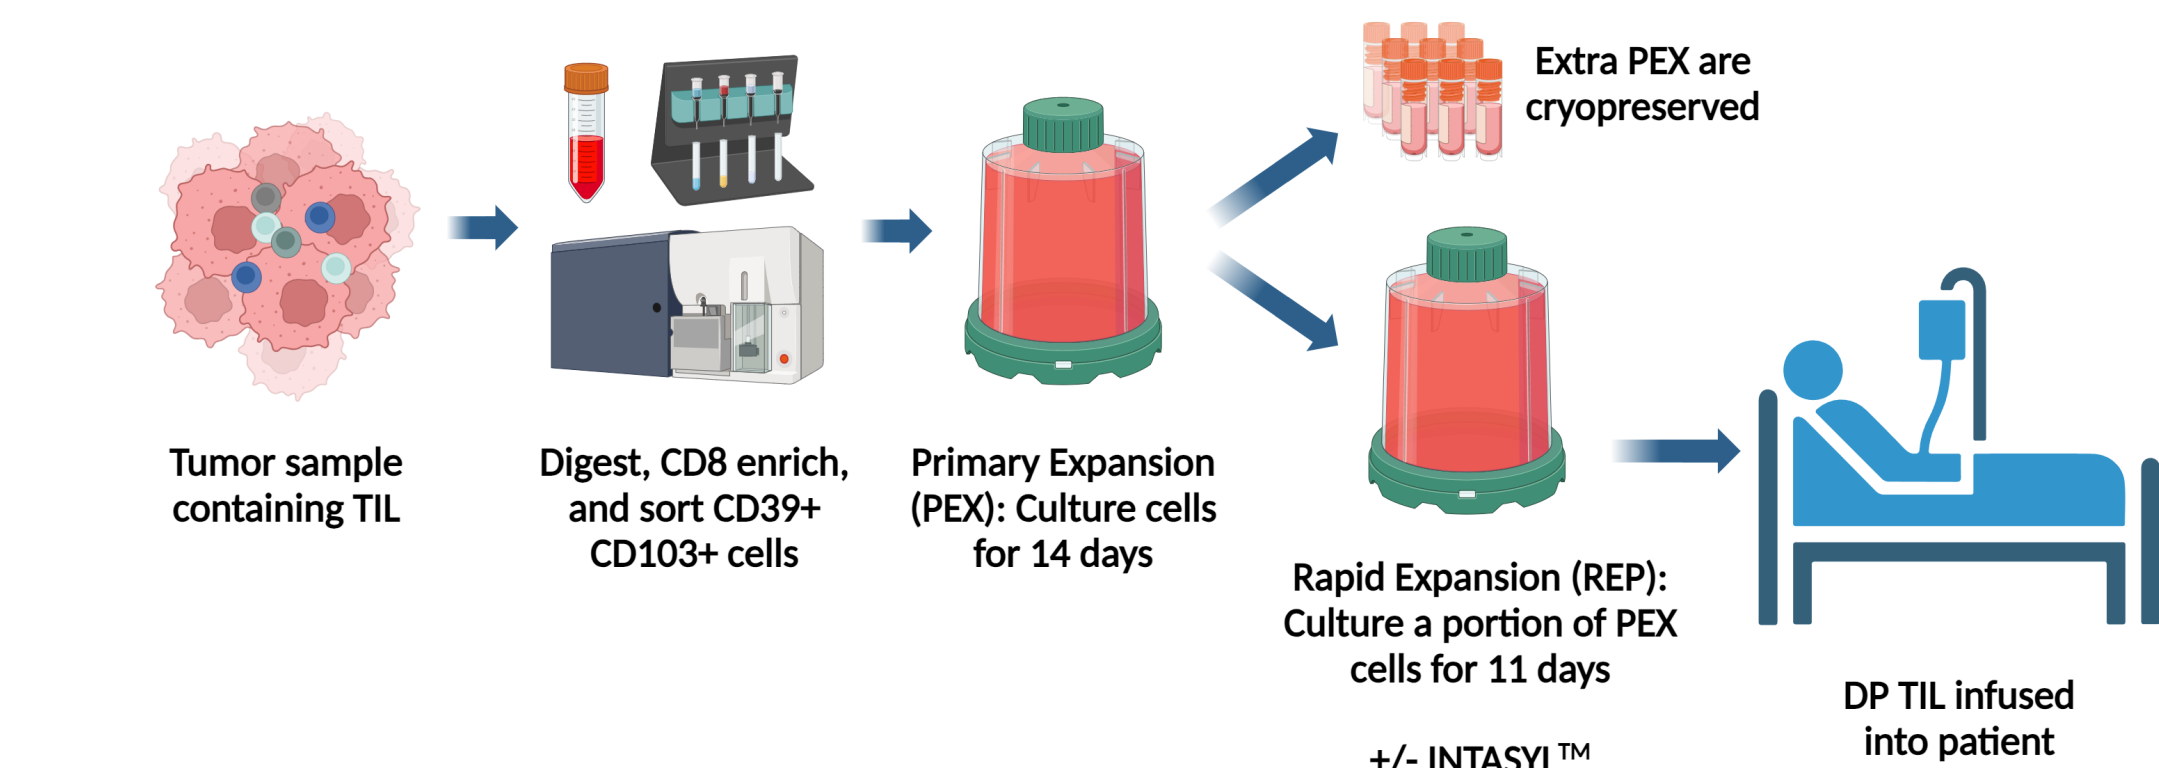 Extra PEX are
cryopreserved
Tumor sample
containing TIL
Digest, CD8 enrich,
and sort CD39+
CD103+ cells
Primary Expansion
(PEX): Culture cells
for 14 days
Rapid Expansion (REP):
Culture a portion of PEX
cells for 11 days
+/- INTASYL™
DP TIL infused
into patient